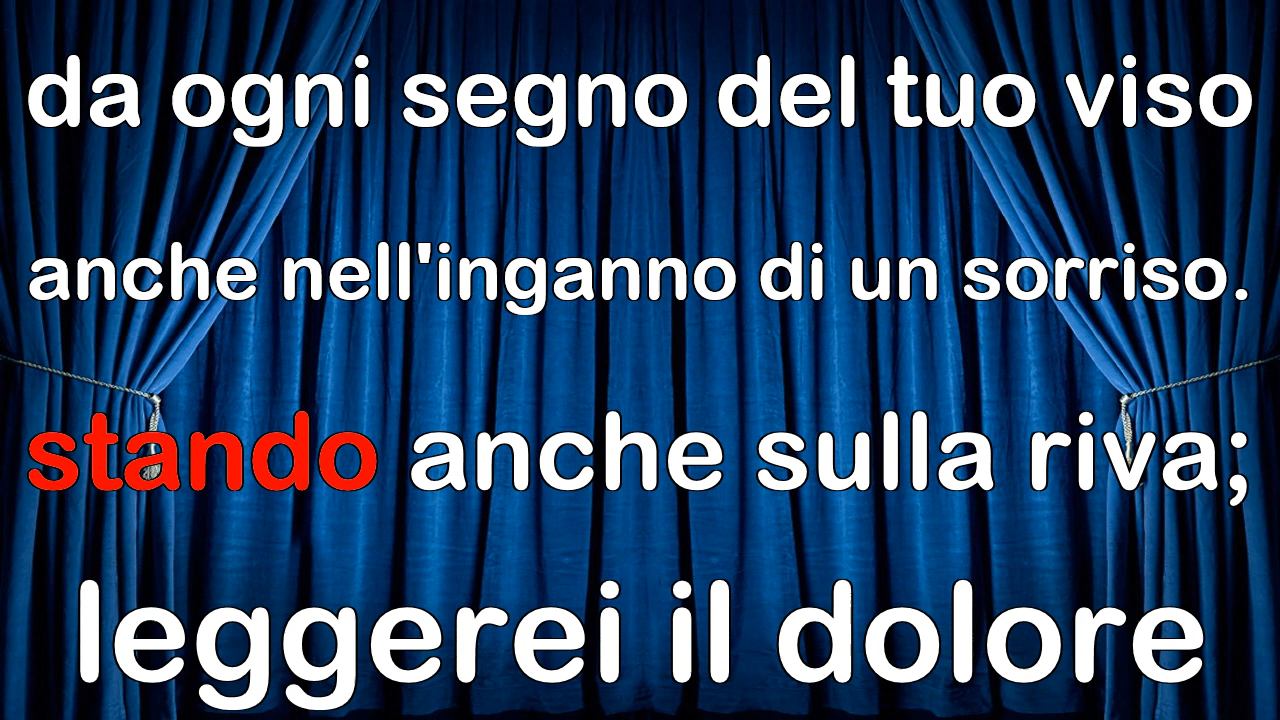 da ogni segno del tuo viso
anche nell'inganno di un sorriso.
stando anche sulla riva;
leggerei il dolore